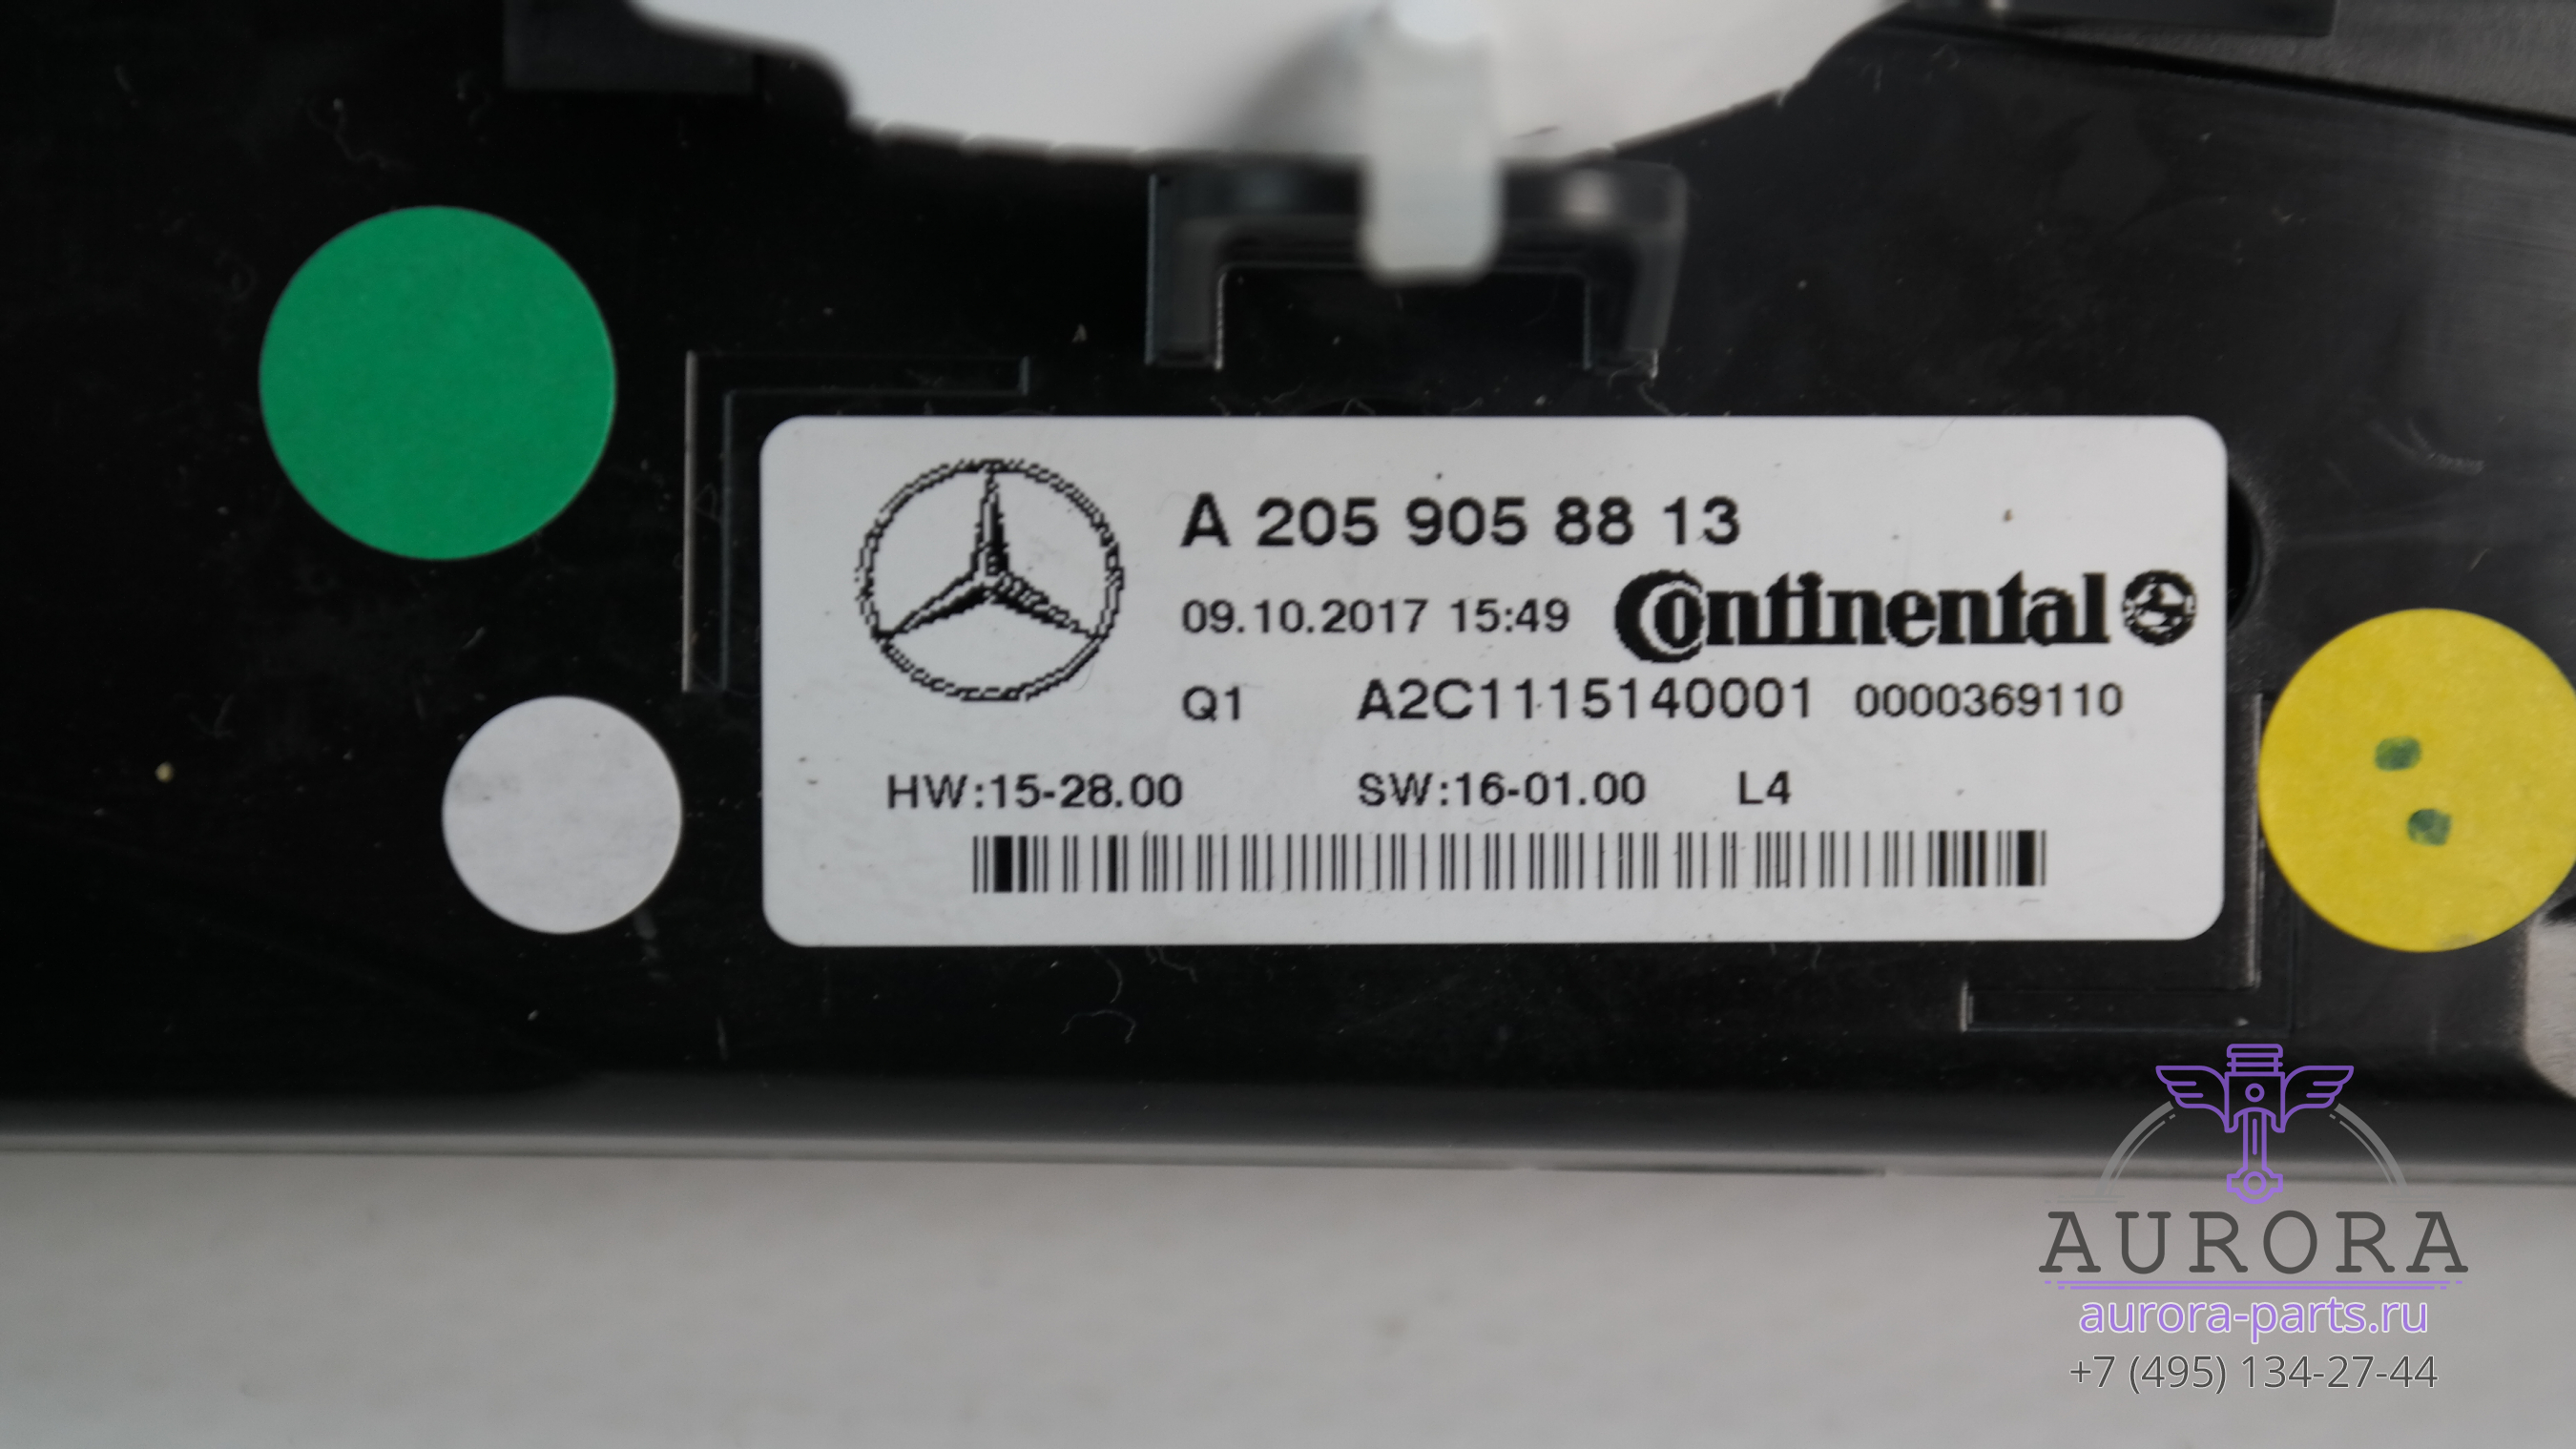 A 205 905 88 13
09.10.2017 15:49 Continental
Q1 A2C1115140001 0000369110
HW:15-28.00 SW:16-01.00 L4
AURORA
aurora-parts.ru
+7 (495) 134-27-44